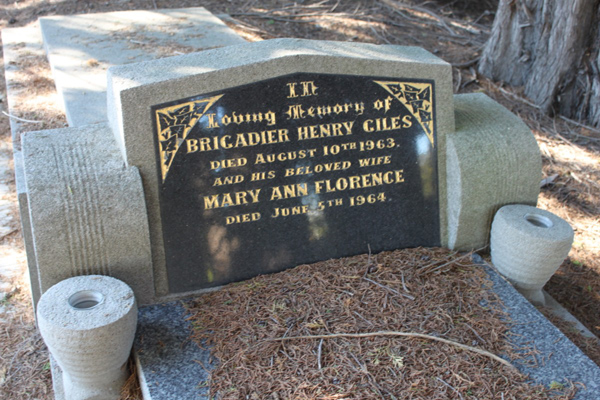 In
Loving Memory of
BRIGADIER HENRY GILES
DIED AUGUST 10TH 1963.
AND HIS BELOVED WIFE
MARY ANN FLORENCE
DIED JUNE 5TH 1964.